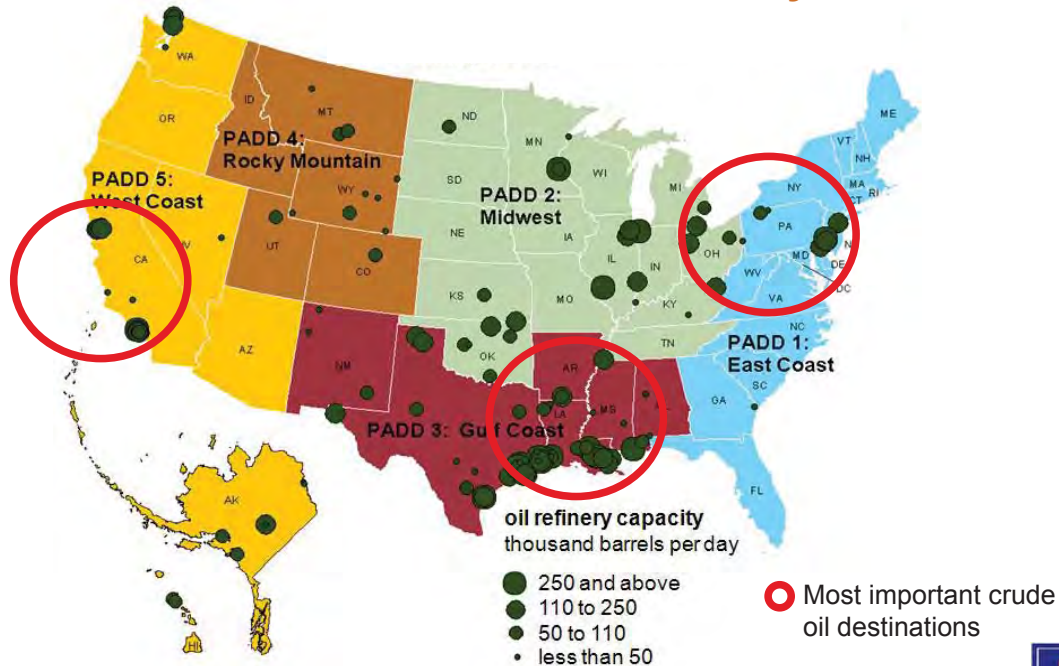 WA
OR
ID
MT
PADD 4:
Rocky Mountain
WY
PADD 5:
West Coast
CA
UT
CO
AZ
ND
MN
SD
WI
MI
PADD 2:
Midwest
NE
IA
IL
IN
OH
KS
MO
KY
OK
TN
ME
VT
NH
NY
MA
RI
CT
PA
MD
DE
DC
WV
VA
NC
PADD 1:
East Coast
SC
GA
FL
NM
AR
LA
MS
PADD 3: Gulf Coast
AK
HI
oil refinery capacity
thousand barrels per day
250 and above
110 to 250
50 to 110
less than 50
Most important crude
oil destinations